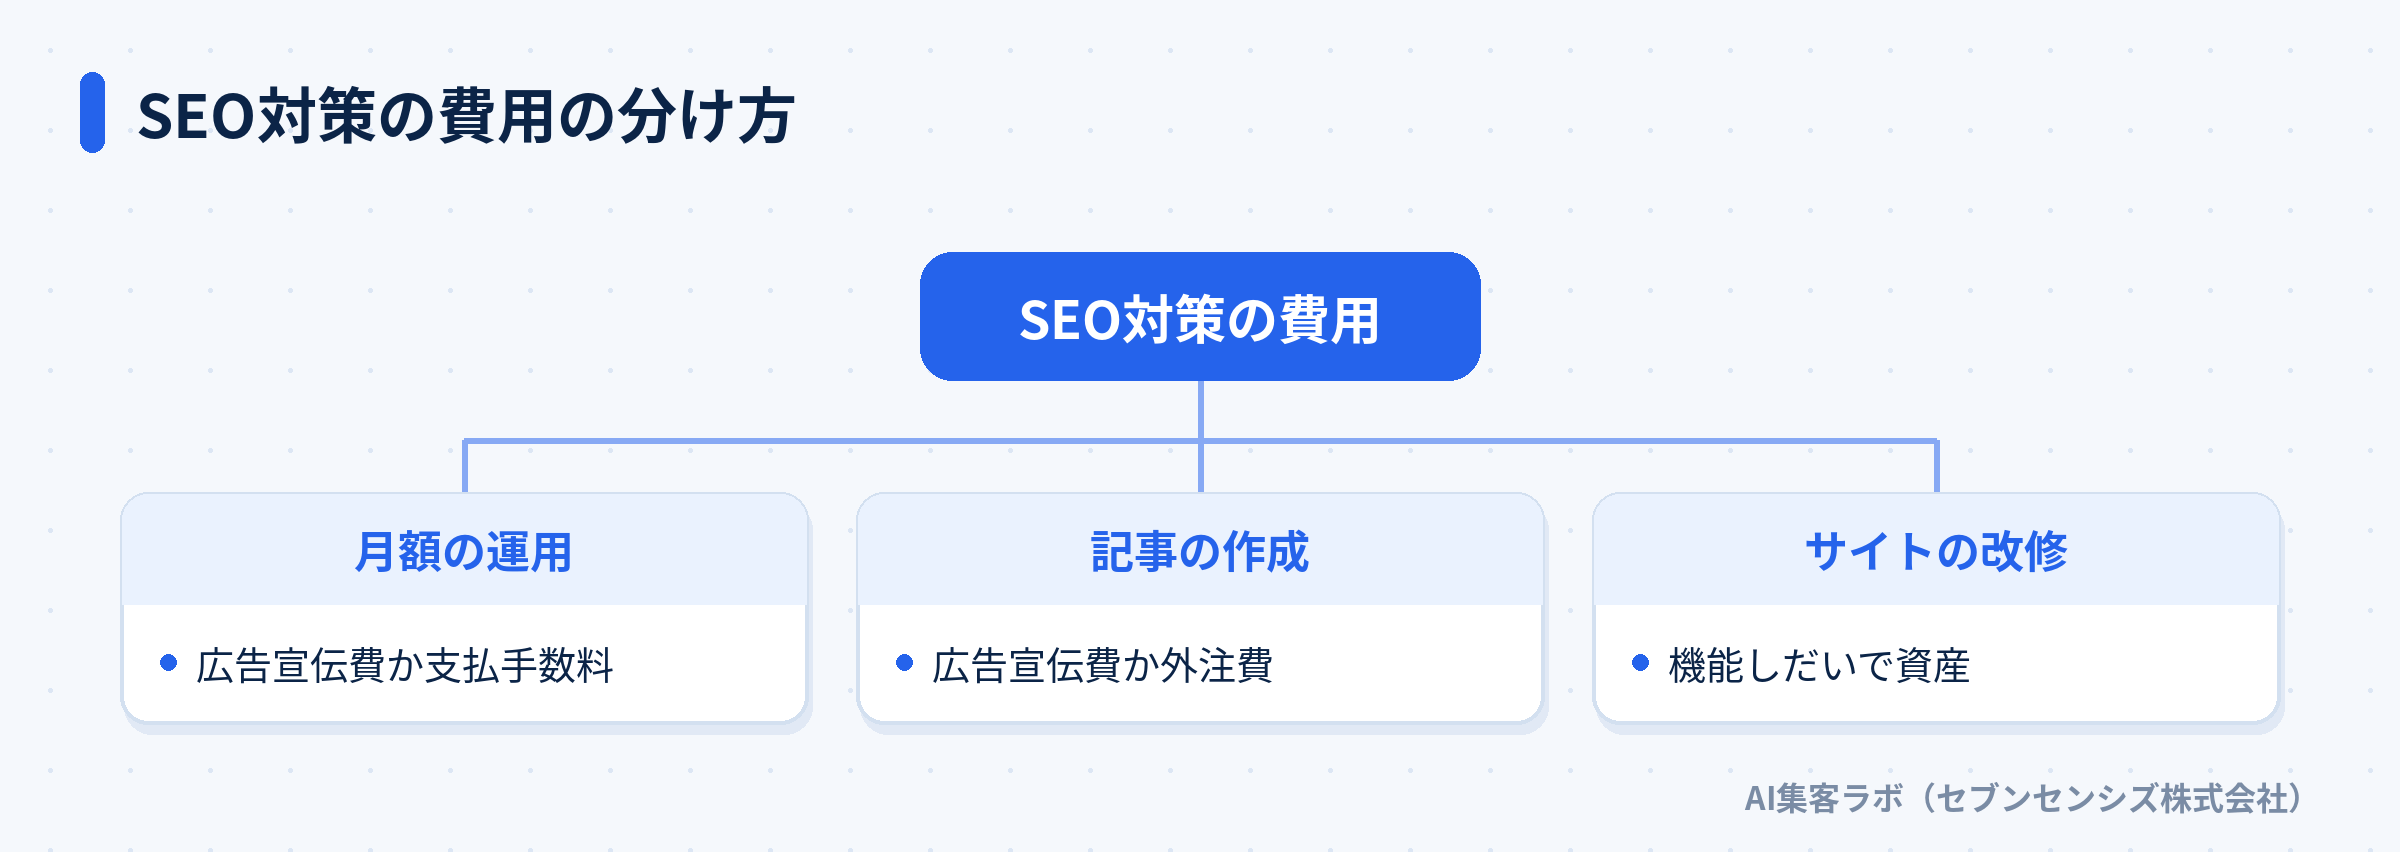 SEO対策の費用の分け方
SEO対策の費用
月額の運用
広告宣伝費か支払手数料
記事の作成
広告宣伝費か外注費
サイトの改修
機能しだいで資産
AI集客ラボ（セブンセンシズ株式会社）